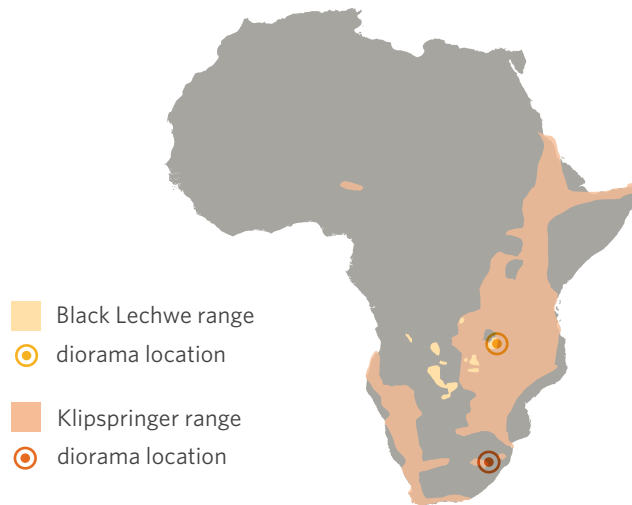 Black Lechwe range
diorama location
Klipspringer range
diorama location